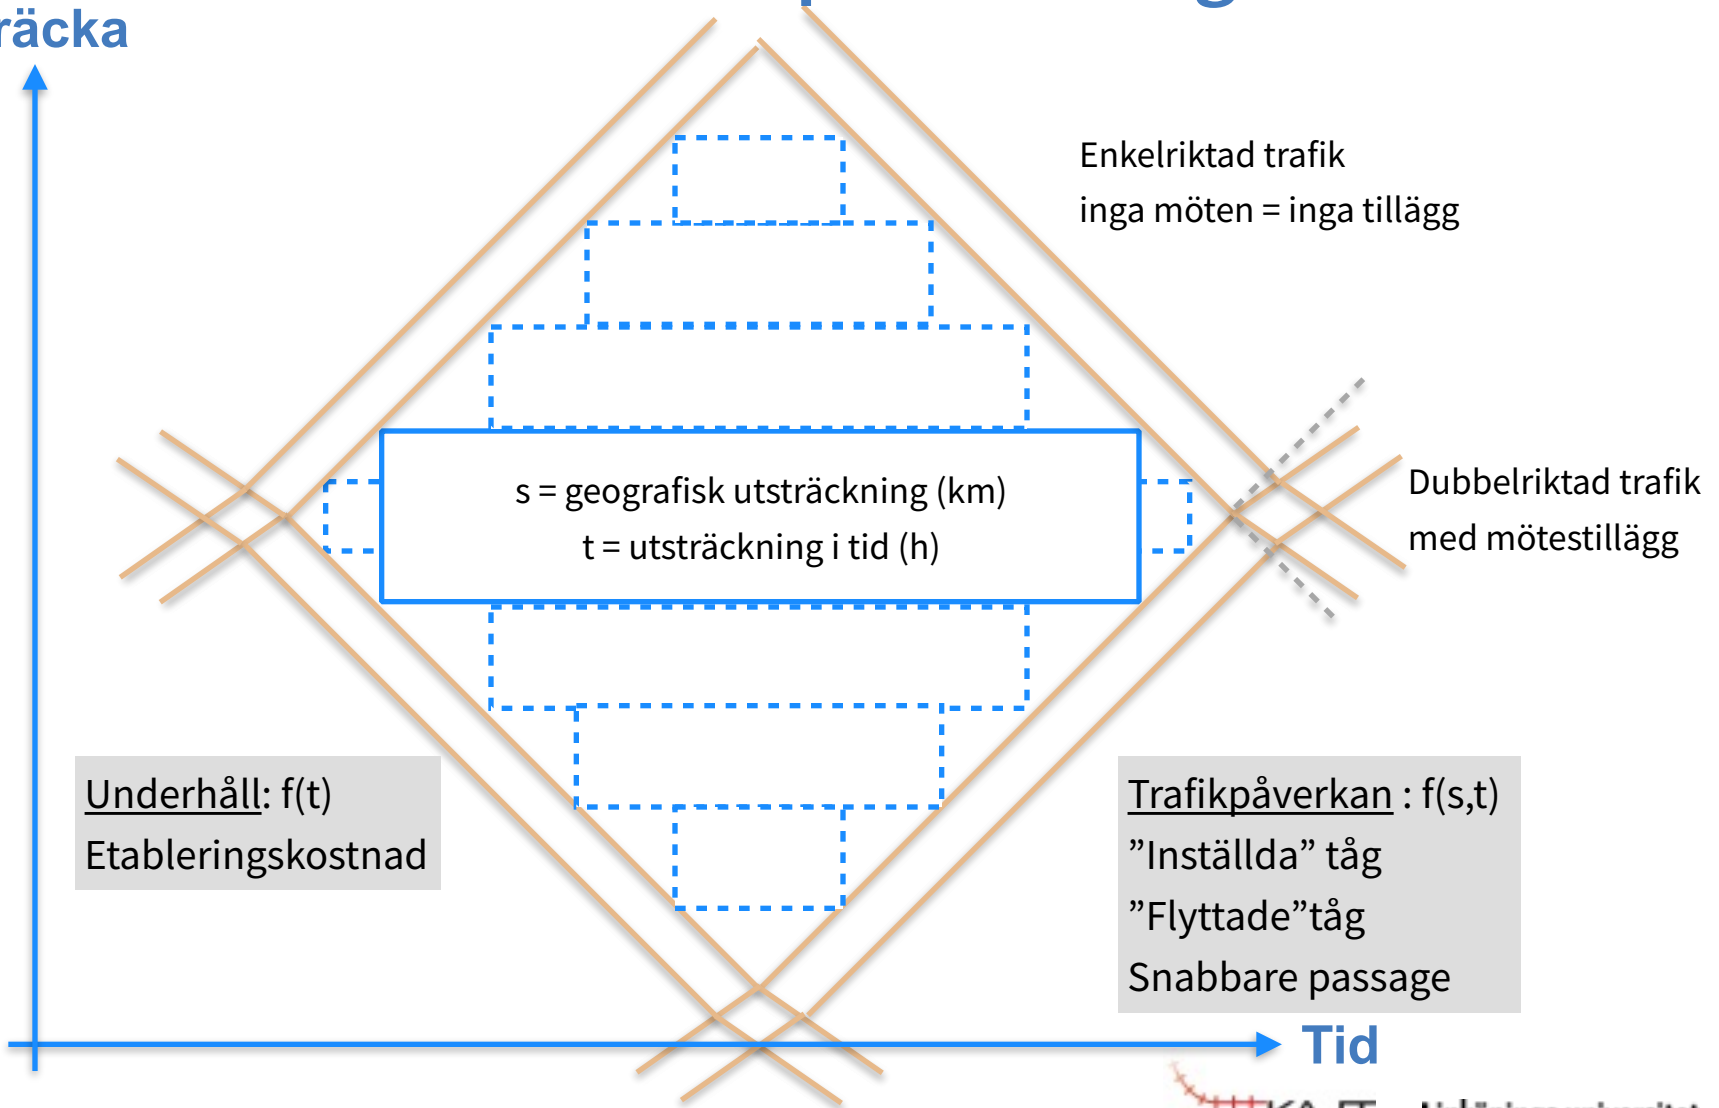 Enkelriktad trafik
inga möten = inga tillägg
s = geografisk utsträckning (km)
t = utsträckning i tid (h)
Dubbelriktad trafik
med mötestillägg
Underhåll: f(t)
Etableringskostnad
Trafikpåverkan : f(s,t)
”Inställda” tåg
”Flyttade”tåg
Snabbare passage
Tid